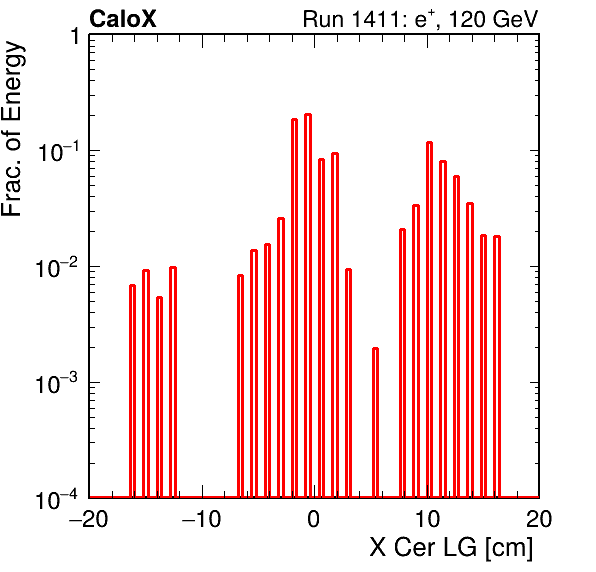 CaloX Run 1411: e⁺, 120 GeV
Frac. of Energy
1
10⁻¹
10⁻²
10⁻³
10⁻⁴
−20 −10 0 10 20
X Cer LG [cm]